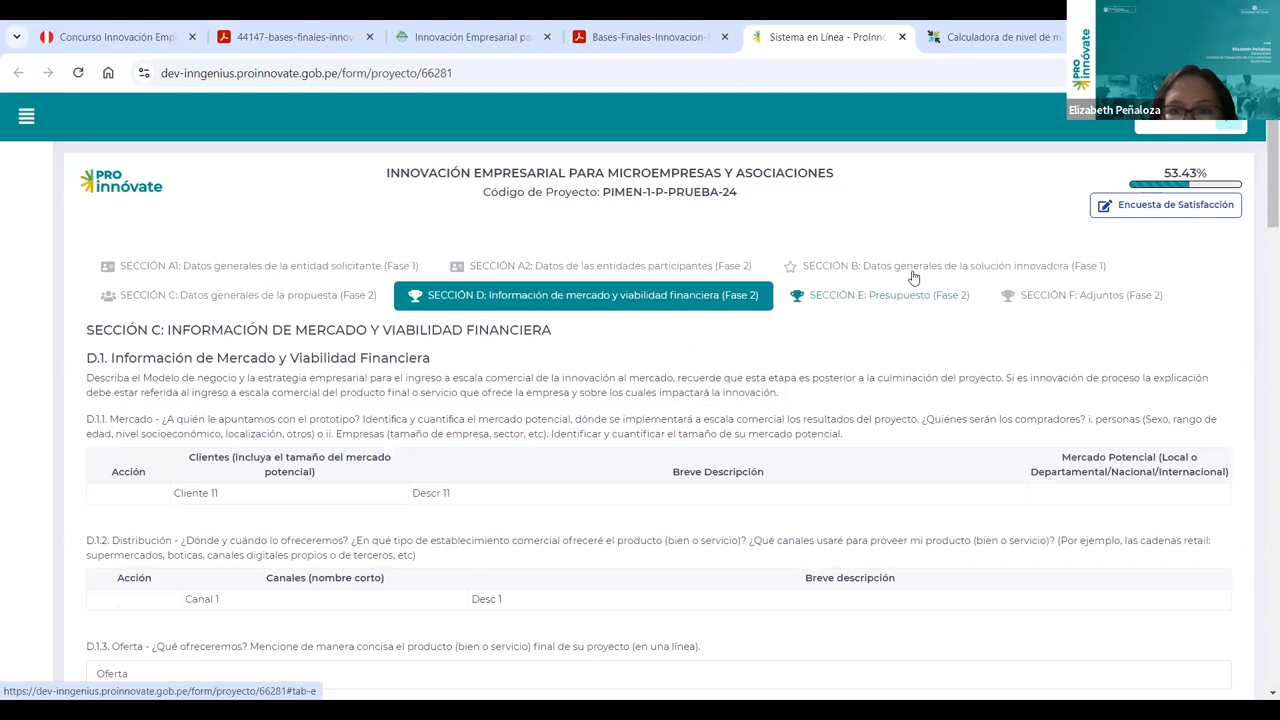 Concurso Innovación Emp
44147-bases-finales-innov
Innovación Empresarial pa
Bases-Finales-Innovacion-E
Sistema en Línea - ProInno
Calculadora de nivel de m
dev-inngenius.proinnovate.gob.pe/form/proyecto/66281
PRO
innóvate
Elizabeth Peñaloza
Elizabeth Peñaloza
PRO
innóvate
INNOVACIÓN EMPRESARIAL PARA MICROEMPRESAS Y ASOCIACIONES
Código de Proyecto: PIMEN-1-P-PRUEBA-24
53.43%
Encuesta de Satisfacción
SECCIÓN A1: Datos generales de la entidad solicitante (Fase 1)
SECCIÓN A2: Datos de las entidades participantes (Fase 2)
SECCIÓN B: Datos generales de la solución innovadora (Fase 1)
SECCIÓN C: Datos generales de la propuesta (Fase 2)
SECCIÓN D: Información de mercado y viabilidad financiera (Fase 2)
SECCIÓN E: Presupuesto (Fase 2)
SECCIÓN F: Adjuntos (Fase 2)
SECCIÓN C: INFORMACIÓN DE MERCADO Y VIABILIDAD FINANCIERA
D.1. Información de Mercado y Viabilidad Financiera
Describa el Modelo de negocio y la estrategia empresarial para el ingreso a escala comercial de la innovación al mercado, recuerde que esta etapa es posterior a la culminación del proyecto. Si es innovación de proceso la explicación
debe estar referida al ingreso a escala comercial del producto final o servicio que ofrece la empresa y sobre los cuales impactará la innovación.
D.1.1. Mercado - ¿A quién le apuntamos con el prototipo? Identifica y cuantifica el mercado potencial, dónde se implementará a escala comercial los resultados del proyecto. ¿Quiénes serán los compradores? i. personas (Sexo, rango de
edad, nivel socioeconómico, localización, otros) o ii. Empresas (tamaño de empresa, sector, etc). Identificar y cuantificar el tamaño de su mercado potencial.
Acción
Clientes (incluya el tamaño del mercado
potencial)
Breve Descripción
Mercado Potencial (Local o
Departamental/Nacional/Internacional)
Cliente 11
Descr 11
D.1.2. Distribución - ¿Dónde y cuándo lo ofreceremos? ¿En qué tipo de establecimiento comercial ofreceré el producto (bien o servicio)? ¿Qué canales usaré para proveer mi producto (bien o servicio)? (Por ejemplo, las cadenas retail:
supermercados, boticas, canales digitales propios o de terceros, etc)
Acción
Canales (nombre corto)
Breve descripción
Canal 1
Desc 1
D.1.3. Oferta - ¿Qué ofreceremos? Mencione de manera concisa el producto (bien o servicio) final de su proyecto (en una línea).
Oferta
https://dev-inngenius.proinnovate.gob.pe/form/proyecto/66281#tab-e